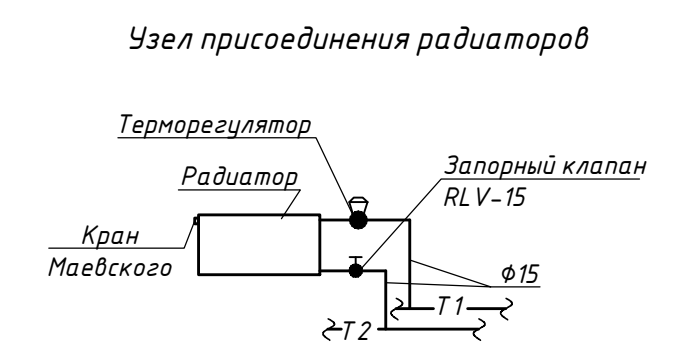 Узел присоединения радиаторов
Терморегулятор
Запорный клапан
RLV-15
Радиатор
Кран
Маевского
ф15
Т1
Т2